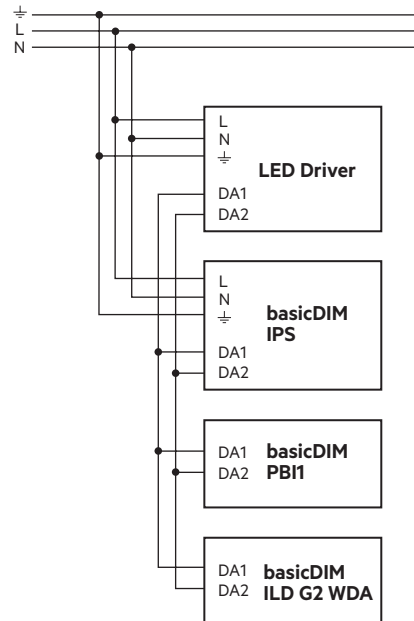 ⏚
L
N
L
N
⏚
LED Driver
DA1
DA2
L
N
⏚
basicDIM
IPS
DA1
DA2
DA1
DA2
basicDIM
PBI1
DA1
DA2
basicDIM
ILD G2 WDA